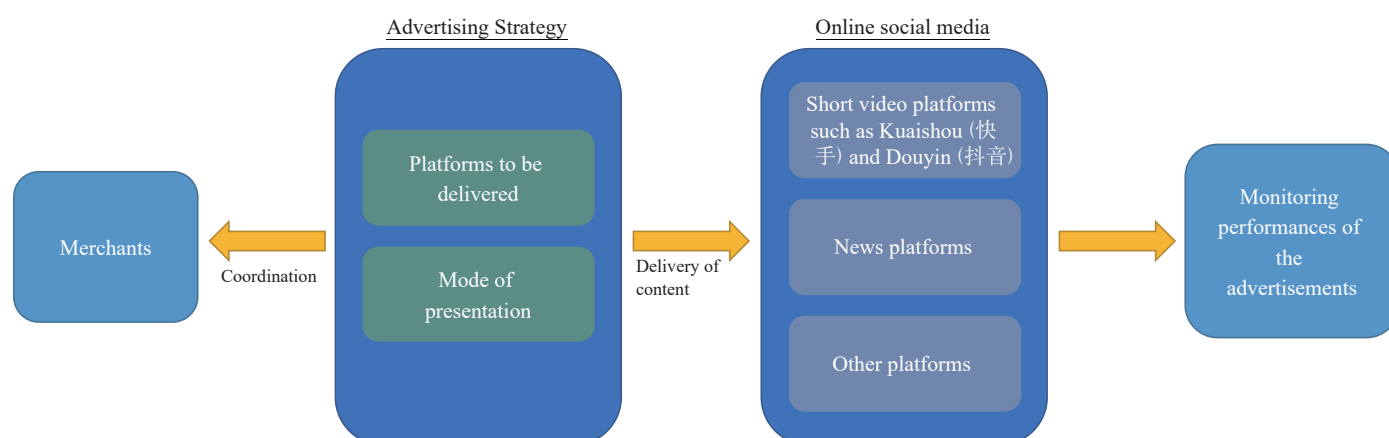 Advertising Strategy
Online social media
Merchants
Coordination
Platforms to be
delivered
Mode of
presentation
Delivery of
content
Short video platforms
such as Kuaishou (快
手) and Douyin (抖音)
News platforms
Other platforms
Monitoring
performances of
the
advertisements